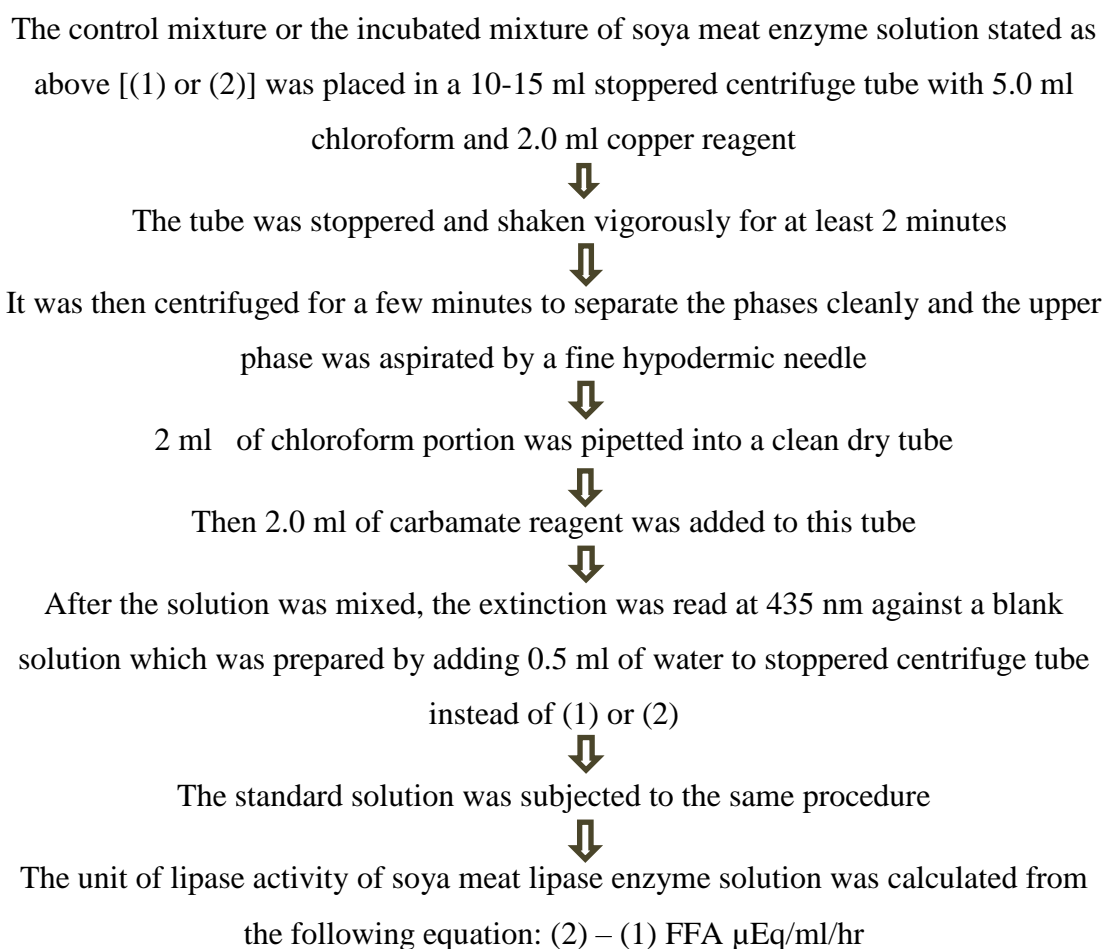 The control mixture or the incubated mixture of soya meat enzyme solution stated as
above [(1) or (2)] was placed in a 10-15 ml stoppered centrifuge tube with 5.0 ml
chloroform and 2.0 ml copper reagent
The tube was stoppered and shaken vigorously for at least 2 minutes
It was then centrifuged for a few minutes to separate the phases cleanly and the upper
phase was aspirated by a fine hypodermic needle
2 ml of chloroform portion was pipetted into a clean dry tube
Then 2.0 ml of carbamate reagent was added to this tube
After the solution was mixed, the extinction was read at 435 nm against a blank
solution which was prepared by adding 0.5 ml of water to stoppered centrifuge tube
instead of (1) or (2)
The standard solution was subjected to the same procedure
The unit of lipase activity of soya meat lipase enzyme solution was calculated from
the following equation: (2) – (1) FFA µEq/ml/hr